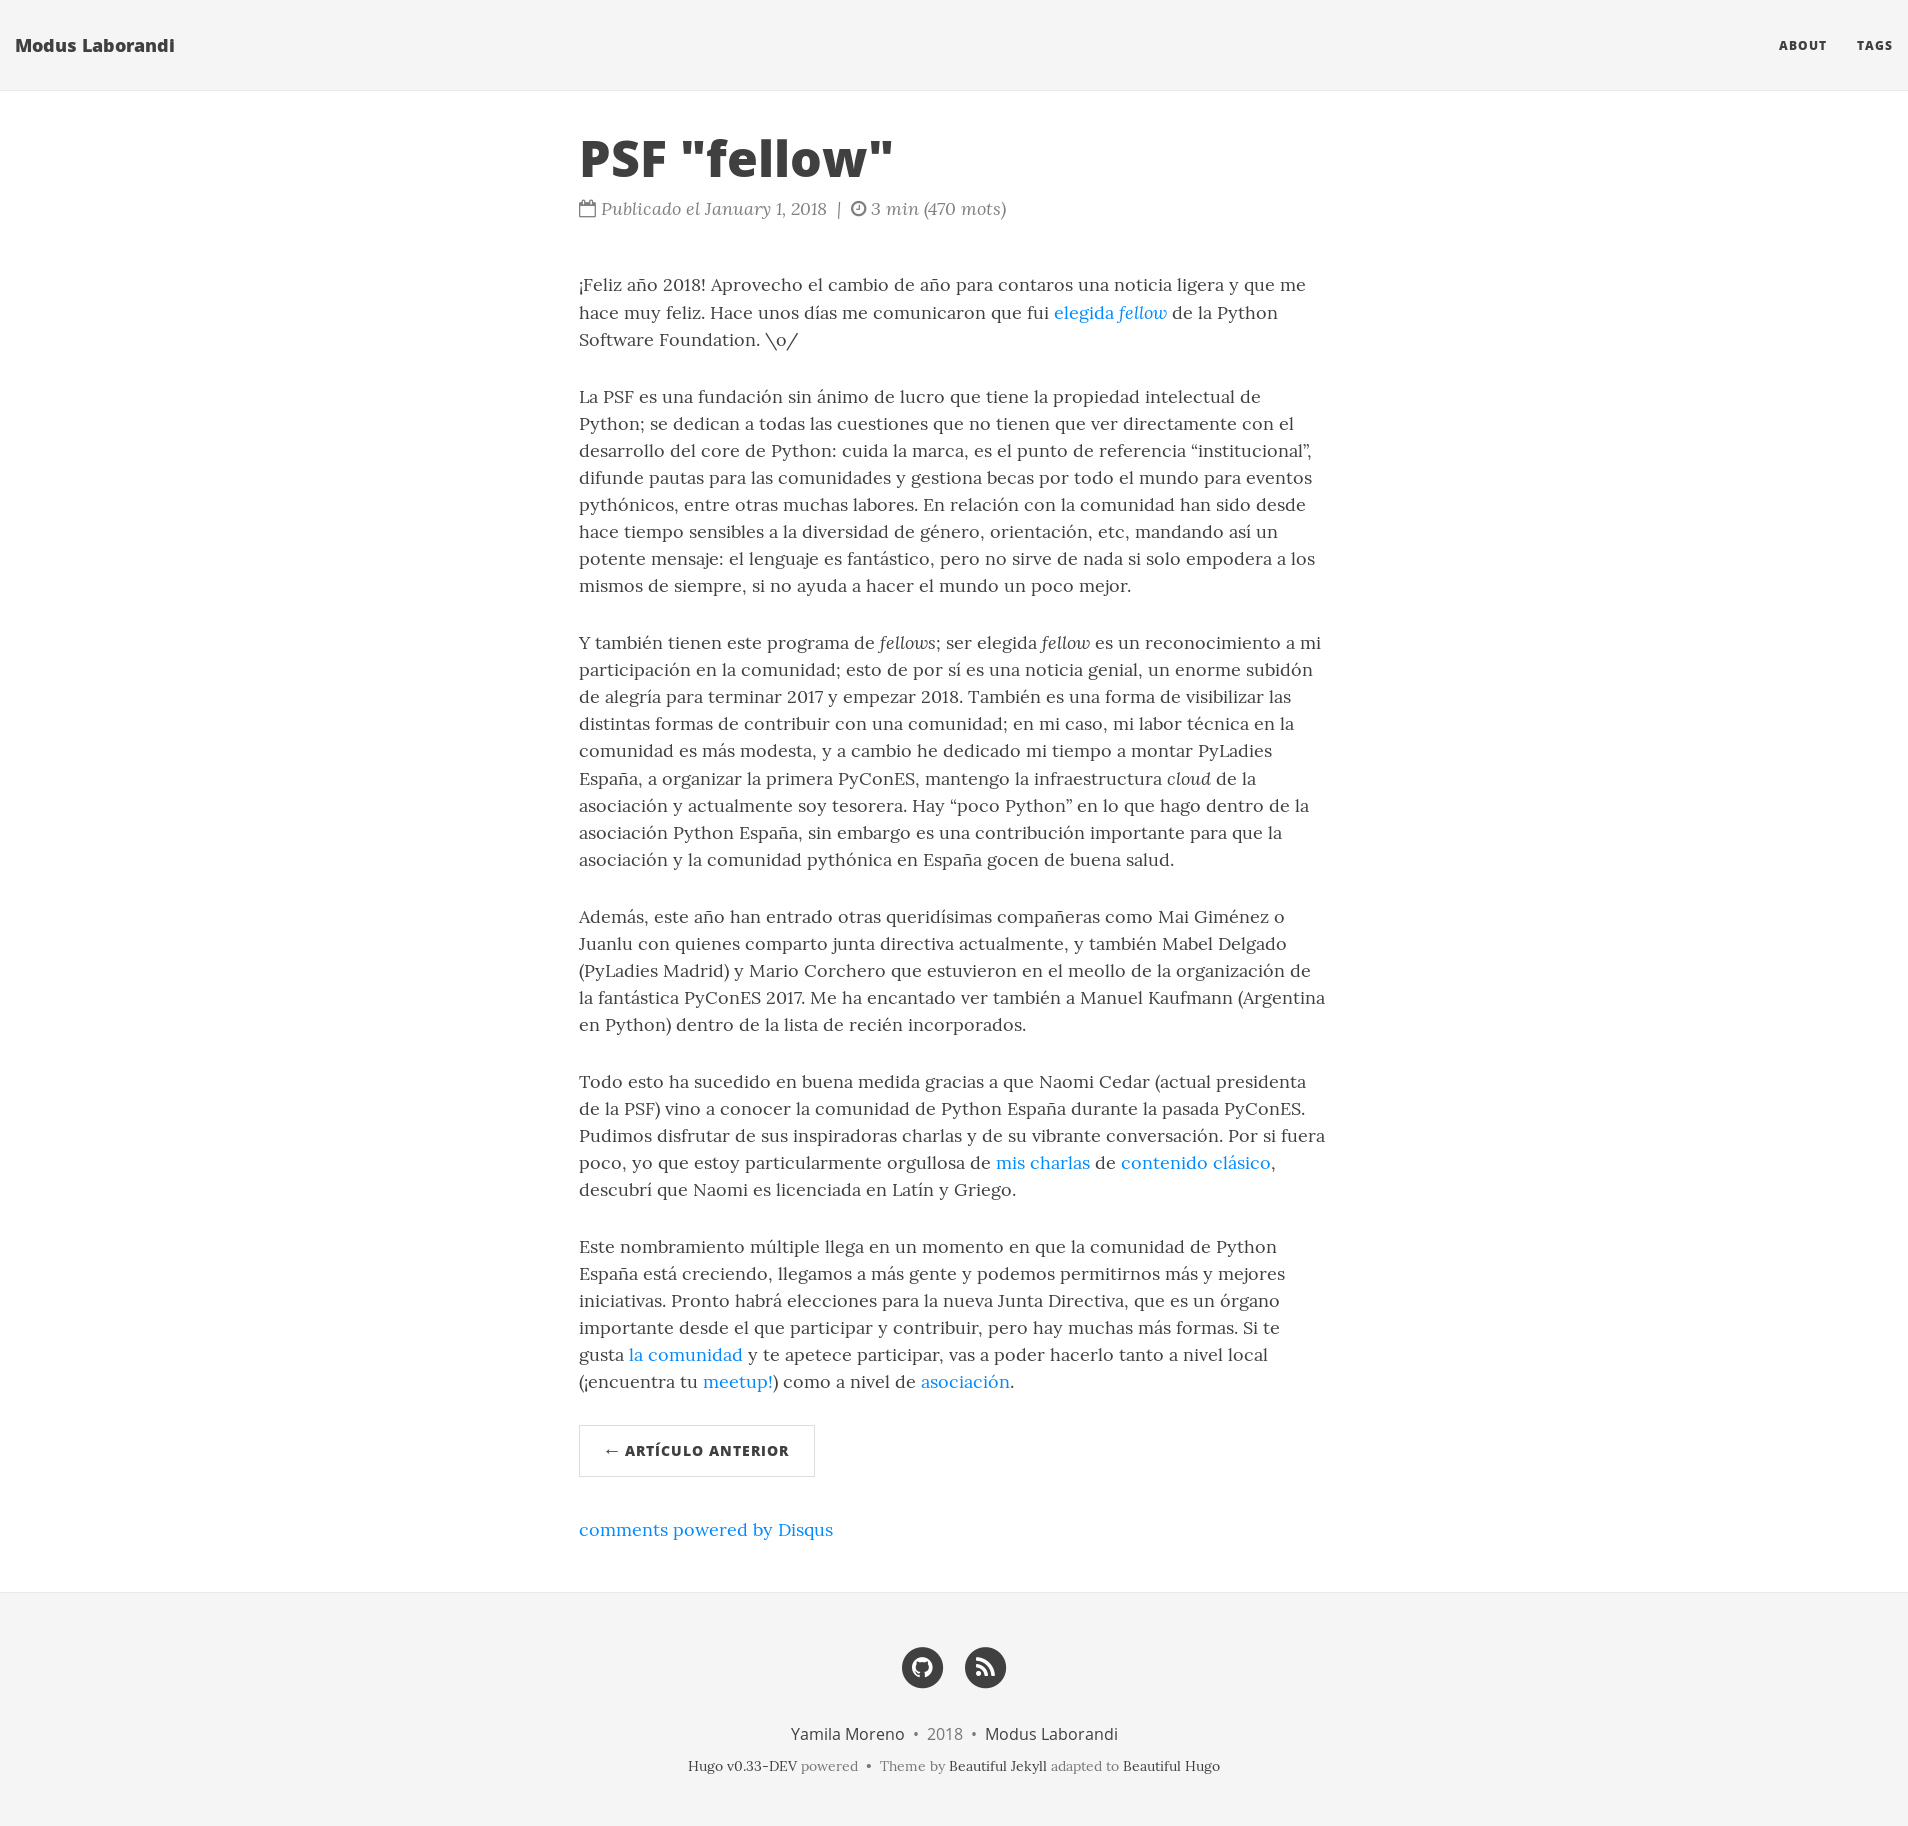 Modus Laborandi
ABOUT TAGS
PSF "fellow"
Publicado el January 1, 2018 | 3 min (470 mots)
¡Feliz año 2018! Aprovecho el cambio de año para contaros una noticia ligera y que me
hace muy feliz. Hace unos días me comunicaron que fui elegida fellow de la Python
Software Foundation. \o/
La PSF es una fundación sin ánimo de lucro que tiene la propiedad intelectual de
Python; se dedican a todas las cuestiones que no tienen que ver directamente con el
desarrollo del core de Python: cuida la marca, es el punto de referencia “institucional”,
difunde pautas para las comunidades y gestiona becas por todo el mundo para eventos
pythónicos, entre otras muchas labores. En relación con la comunidad han sido desde
hace tiempo sensibles a la diversidad de género, orientación, etc, mandando así un
potente mensaje: el lenguaje es fantástico, pero no sirve de nada si solo empodera a los
mismos de siempre, si no ayuda a hacer el mundo un poco mejor.
Y también tienen este programa de fellows; ser elegida fellow es un reconocimiento a mi
participación en la comunidad; esto de por sí es una noticia genial, un enorme subidón
de alegría para terminar 2017 y empezar 2018. También es una forma de visibilizar las
distintas formas de contribuir con una comunidad; en mi caso, mi labor técnica en la
comunidad es más modesta, y a cambio he dedicado mi tiempo a montar PyLadies
España, a organizar la primera PyConES, mantengo la infraestructura cloud de la
asociación y actualmente soy tesorera. Hay “poco Python” en lo que hago dentro de la
asociación Python España, sin embargo es una contribución importante para que la
asociación y la comunidad pythónica en España gocen de buena salud.
Además, este año han entrado otras queridísimas compañeras como Mai Giménez o
Juanlu con quienes comparto junta directiva actualmente, y también Mabel Delgado
(PyLadies Madrid) y Mario Corchero que estuvieron en el meollo de la organización de
la fantástica PyConES 2017. Me ha encantado ver también a Manuel Kaufmann (Argentina
en Python) dentro de la lista de recién incorporados.
Todo esto ha sucedido en buena medida gracias a que Naomi Cedar (actual presidenta
de la PSF) vino a conocer la comunidad de Python España durante la pasada PyConES.
Pudimos disfrutar de sus inspiradoras charlas y de su vibrante conversación. Por si fuera
poco, yo que estoy particularmente orgullosa de mis charlas de contenido clásico,
descubrí que Naomi es licenciada en Latín y Griego.
Este nombramiento múltiple llega en un momento en que la comunidad de Python
España está creciendo, llegamos a más gente y podemos permitirnos más y mejores
iniciativas. Pronto habrá elecciones para la nueva Junta Directiva, que es un órgano
importante desde el que participar y contribuir, pero hay muchas más formas. Si te
gusta la comunidad y te apetece participar, vas a poder hacerlo tanto a nivel local
(¡encuentra tu meetup!) como a nivel de asociación.
← ARTÍCULO ANTERIOR
comments powered by Disqus
Yamila Moreno • 2018 • Modus Laborandi
Hugo v0.33-DEV powered • Theme by Beautiful Jekyll adapted to Beautiful Hugo